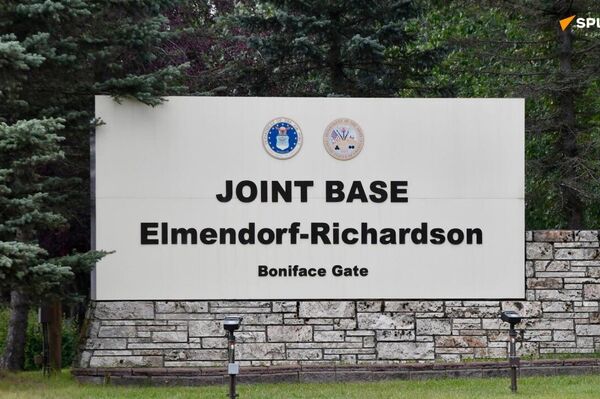 JOINT BASE
Elmendorf-Richardson
Boniface Gate